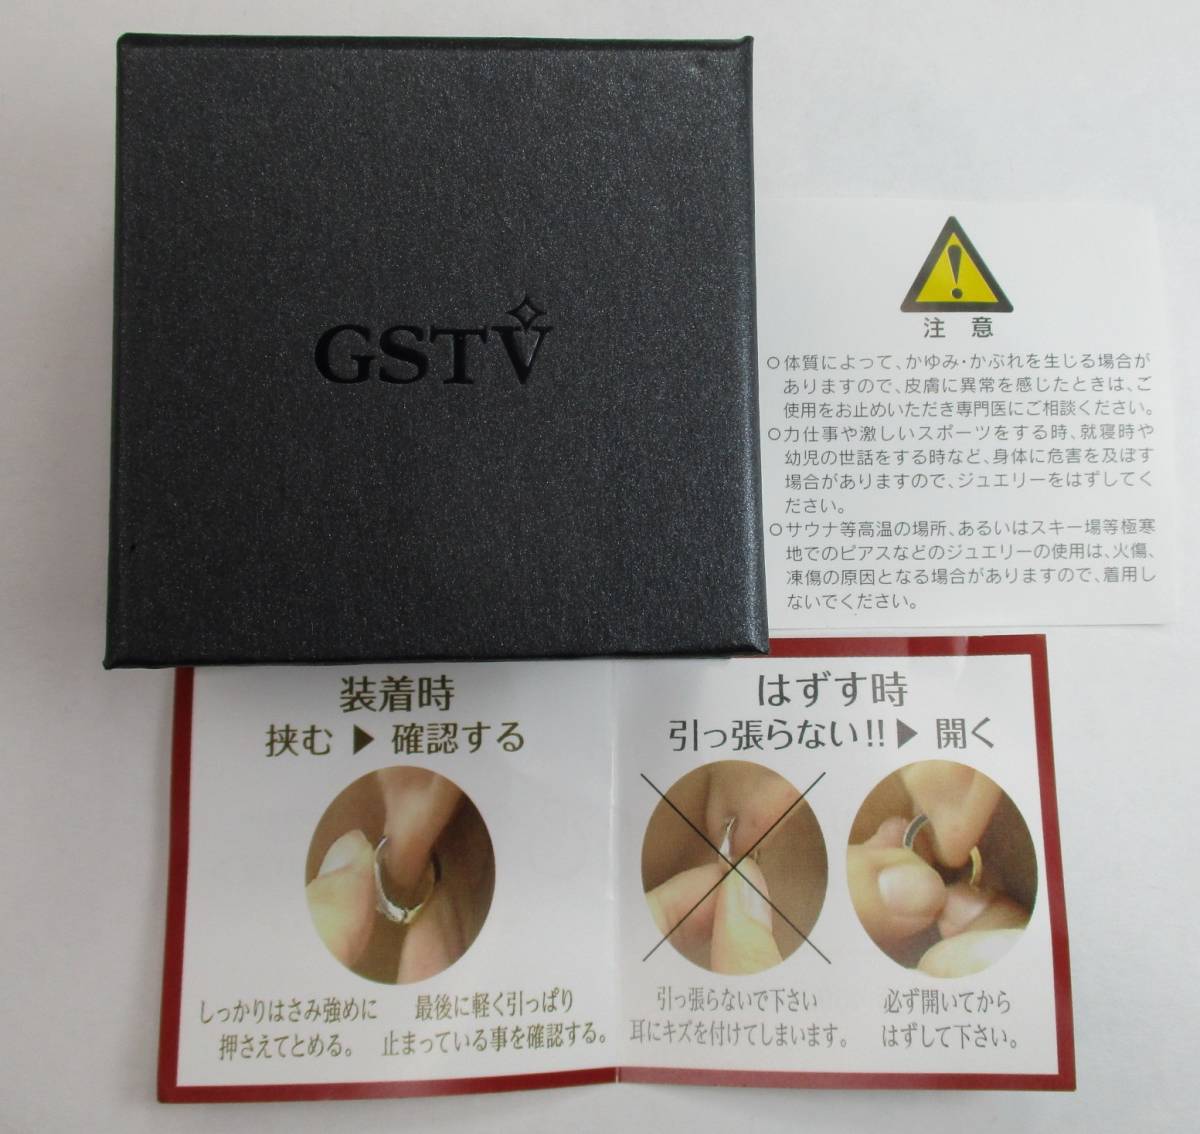 GSTV
注 意
○体質によって、かゆみ・かぶれを生じる場合が
ありますので、皮膚に異常を感じたときは、ご
使用をお止めいただき専門医にご相談ください。
○力仕事や激しいスポーツをする時、就寝時や
幼児の世話をする時など、身体に危害を及ぼす
場合がありますので、ジュエリーをはずしてく
ださい。
○サウナ等高温の場所、あるいはスキー場等極寒
地でのピアスなどのジュエリーの使用は、火傷、
凍傷の原因となる場合がありますので、着用し
ないでください。
装着時
挟む ▶ 確認する
しっかりはさみ強めに
押さえてとめる。
最後に軽く引っぱり
止まっている事を確認する。
はずす時
引っ張らない!! ▶ 開く
引っ張らないで下さい
耳にキズを付けてしまいます。
必ず開いてから
はずして下さい。